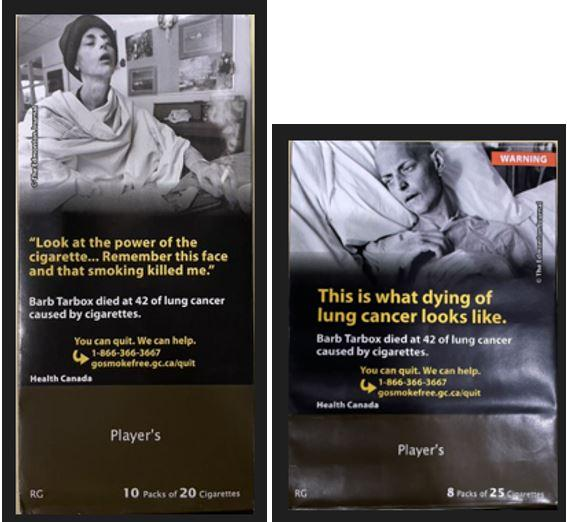 © The Edmonton Journal
“Look at the power of the
cigarette... Remember this face
and that smoking killed me.”
Barb Tarbox died at 42 of lung cancer
caused by cigarettes.
You can quit. We can help.
1-866-366-3667
gosmokefree.gc.ca/quit
Health Canada
Player's
RG
10 Packs of 20 Cigarettes
WARNING
© The Edmonton Journal
This is what dying of
lung cancer looks like.
Barb Tarbox died at 42 of lung cancer
caused by cigarettes.
You can quit. We can help.
1-866-366-3667
gosmokefree.gc.ca/quit
Health Canada
Player's
RG
8 Packs of 25 Cigarettes